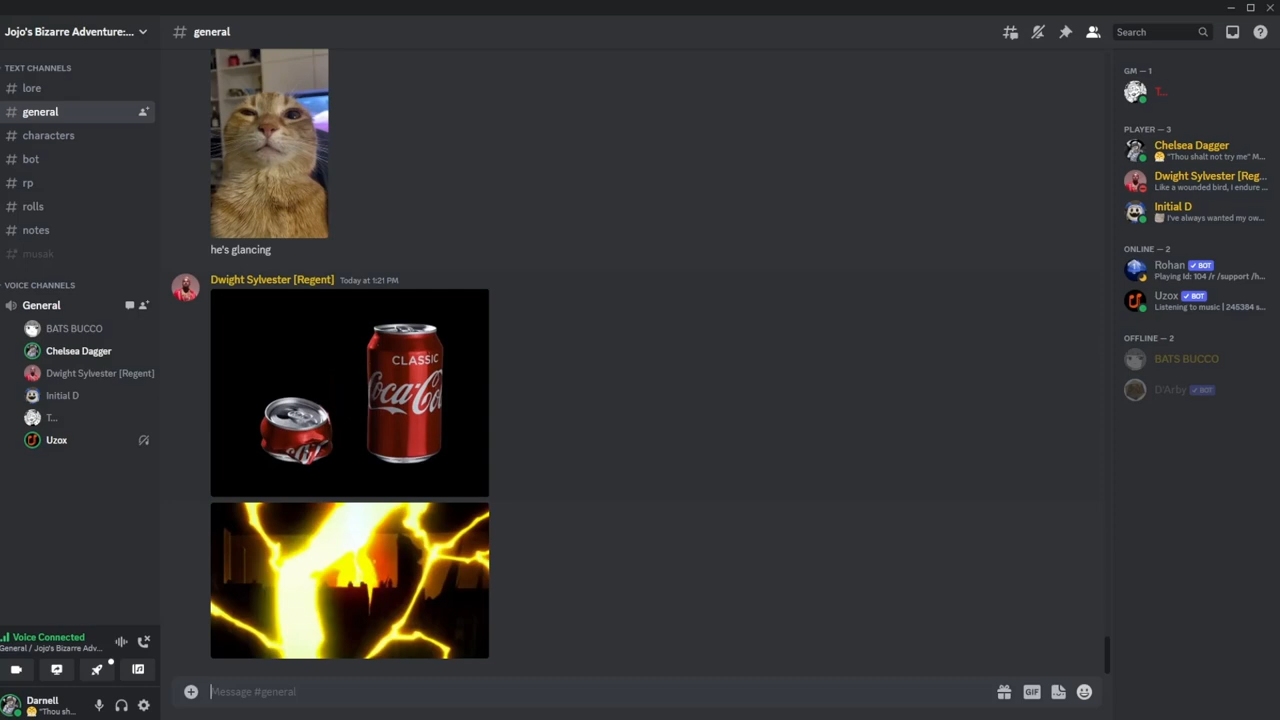 Jojo's Bizarre Adventure:...
general
Search
TEXT CHANNELS
lore
general
characters
bot
rp
rolls
notes
musak
VOICE CHANNELS
General
BATS BUCCO
Chelsea Dagger
Dwight Sylvester [Regent]
Initial D
T...
Uzox
Voice Connected
General / Jojo's Bizarre Adv...
Darnell
"Thou sh...
he's glancing
Dwight Sylvester [Regent] Today at 1:21 PM
CLASSIC
Coca-Col
Message #general
GIF
GM — 1
T...
PLAYER — 3
Chelsea Dagger
"Thou shalt not try me" M...
Dwight Sylvester [Reg...
Like a wounded bird, i endure ...
Initial D
I've always wanted my ow...
ONLINE — 2
Rohan BOT
Playing Id: 104 /r /support /h...
Uzox BOT
Listening to music | 245384 s...
OFFLINE — 2
BATS BUCCO
D'Arby BOT